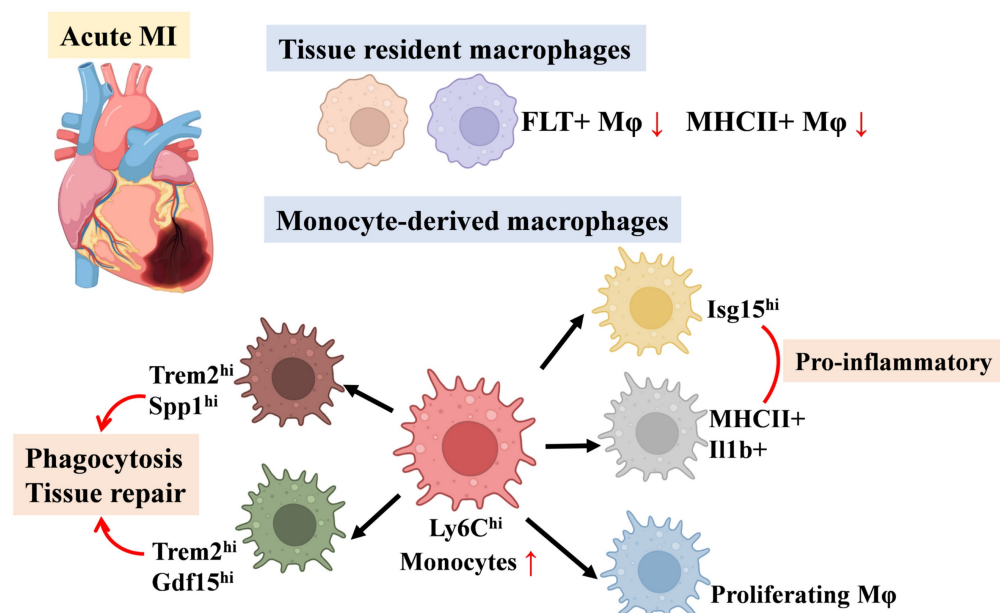 Acute MI
Tissue resident macrophages
FLT+ Mφ ↓ MHCII+ Mφ ↓
Monocyte-derived macrophages
Isg15hi
Pro-inflammatory
MHCII+
Il1b+
Trem2hi
Spp1hi
Phagocytosis
Tissue repair
Trem2hi
Gdf15hi
Ly6Chi
Monocytes ↑
Proliferating Mφ